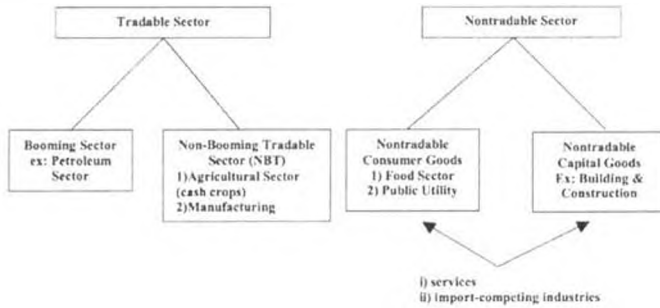 Tradable Sector
Nontradable Sector
Booming Sector
ex: Petroleum
Sector
Non-Booming Tradable
Sector (NBT)
1)Agricultural Sector
(cash crops)
2)Manufacturing
Nontradable
Consumer Goods
1) Food Sector
2) Public Utility
Nontradable
Capital Goods
Ex: Building &
Construction
i) services
ii) import-competing industries